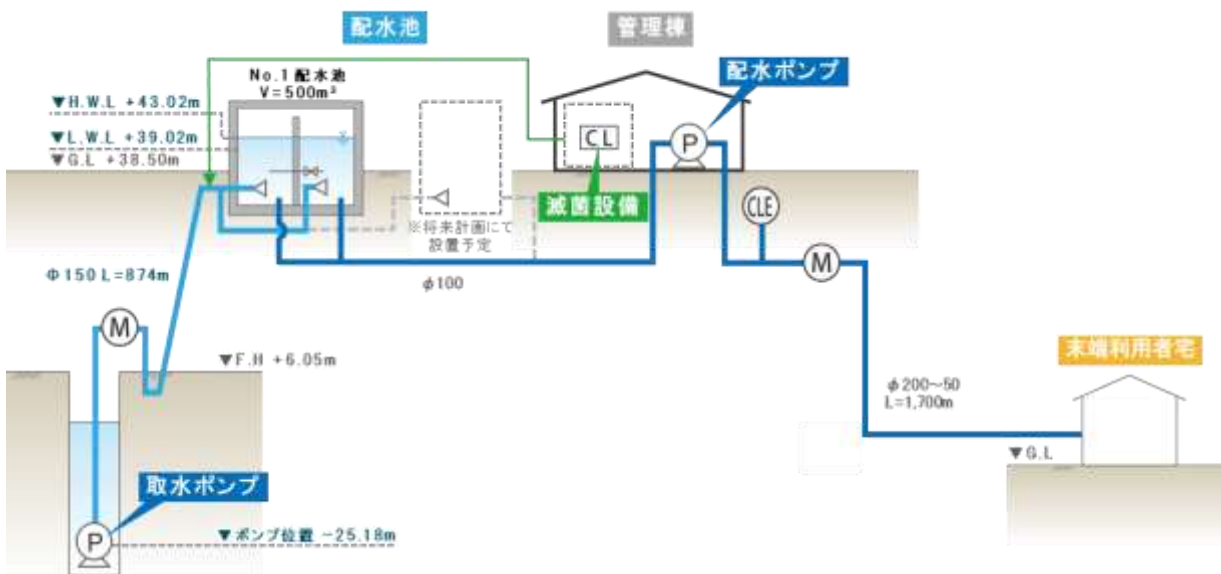 配水池
管理棟
No.1 配水池
V=500m³
配水ポンプ
▼H.W.L +43.02m
▼L.W.L +39.02m
▼G.L +38.50m
CL
P
滅菌設備
CLE
※将来計画にて
設置予定
M
Φ150 L=874m
φ100
M
▼F.H +6.05m
末端利用者宅
φ200~50
L=1,700m
▼G.L
取水ポンプ
P
▼ポンプ位置 -25.18m